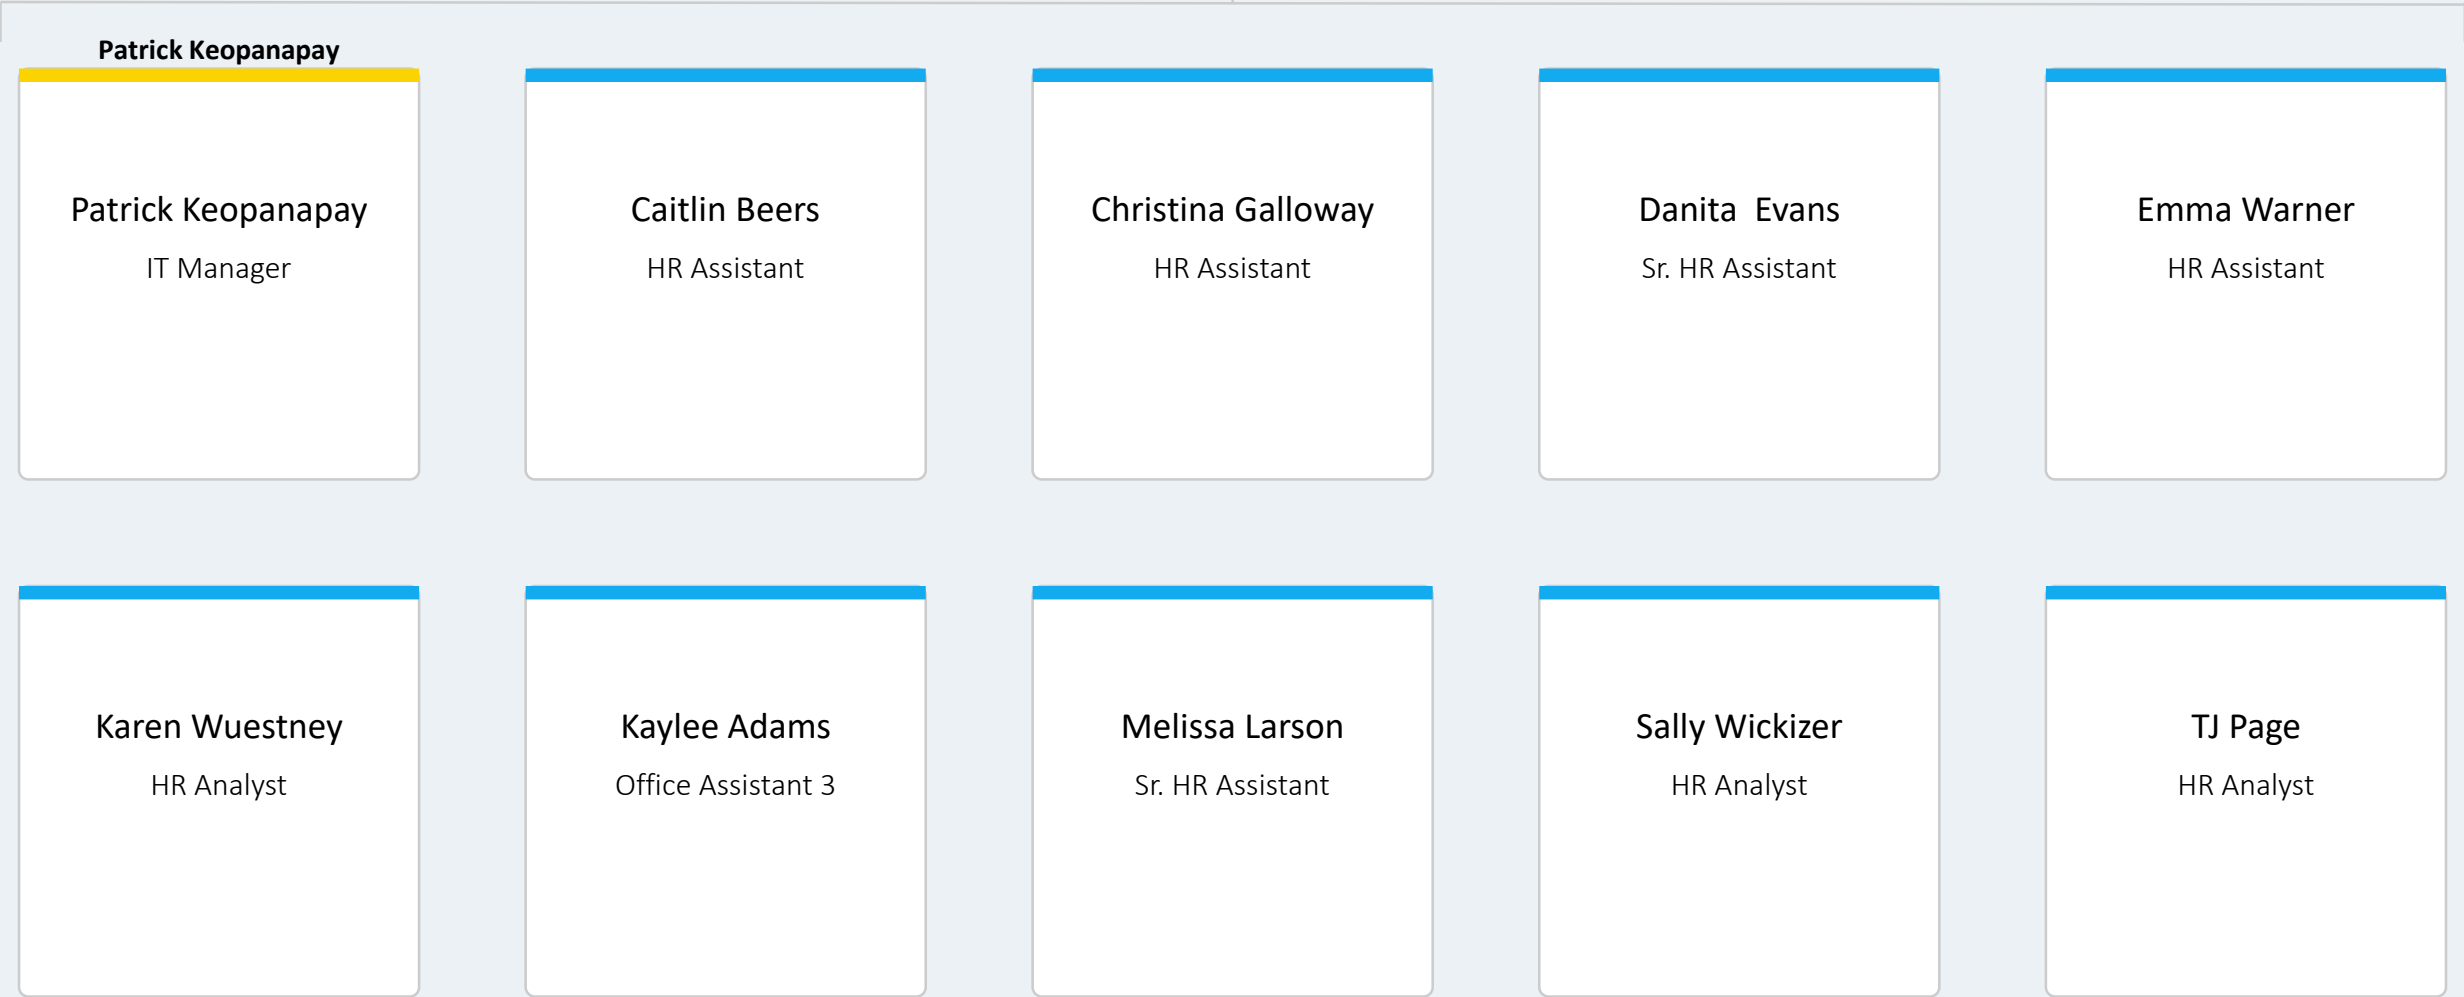 Patrick Keopanapay
Patrick Keopanapay
IT Manager
Caitlin Beers
HR Assistant
Christina Galloway
HR Assistant
Danita  Evans
Sr. HR Assistant
Emma Warner
HR Assistant
Karen Wuestney
HR Analyst
Kaylee Adams
Office Assistant 3
Melissa Larson
Sr. HR Assistant
Sally Wickizer
HR Analyst
TJ Page
HR Analyst